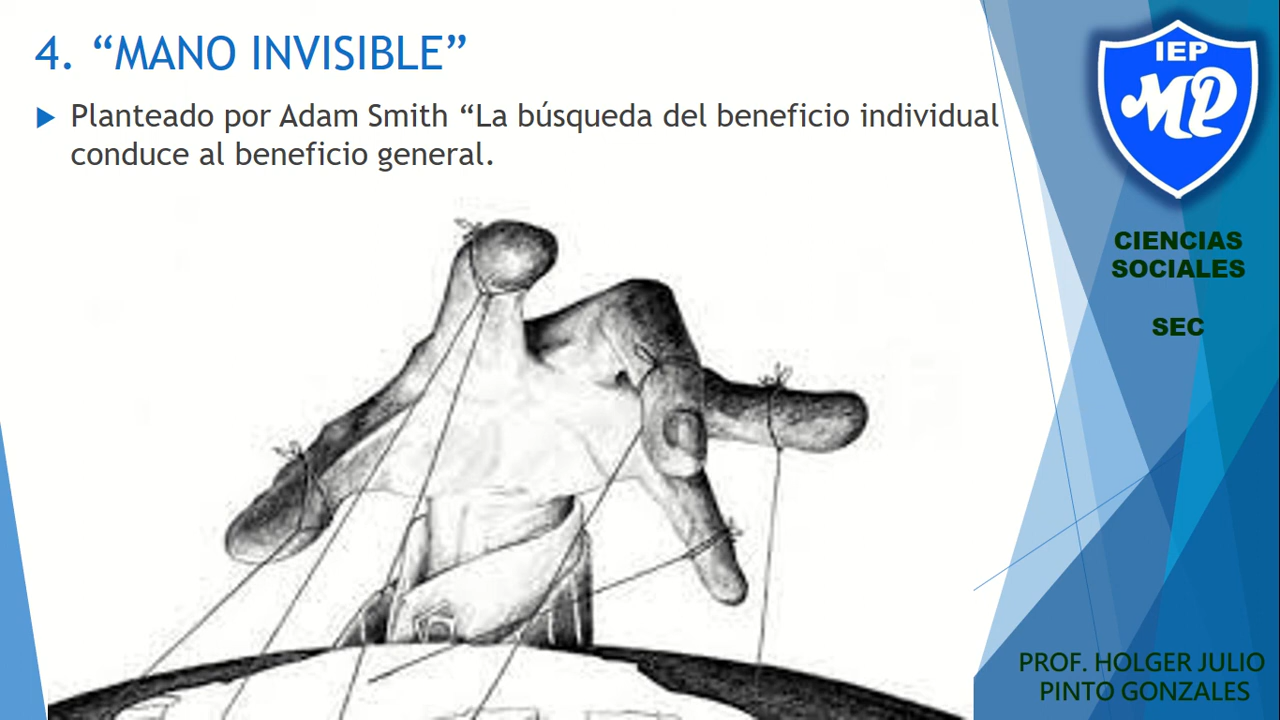 4. “MANO INVISIBLE”
Planteado por Adam Smith “La búsqueda del beneficio individual
conduce al beneficio general.
IEP
MP
CIENCIAS
SOCIALES
SEC
PROF. HOLGER JULIO
PINTO GONZALES